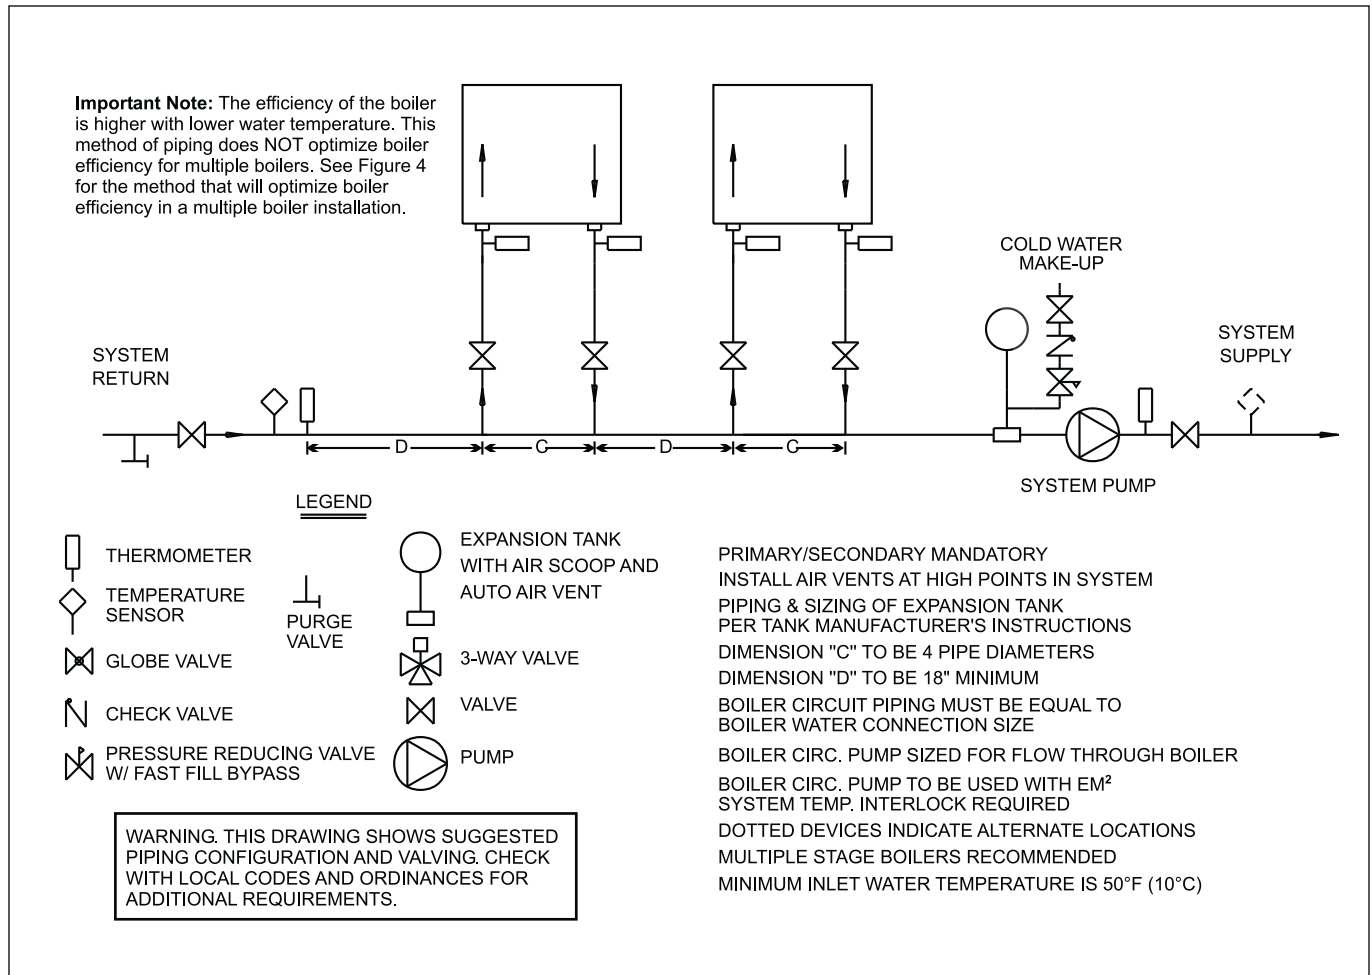 Important Note: The efficiency of the boiler
is higher with lower water temperature. This
method of piping does NOT optimize boiler
efficiency for multiple boilers. See Figure 4
for the method that will optimize boiler
efficiency in a multiple boiler installation.
COLD WATER
MAKE-UP
SYSTEM
RETURN
SYSTEM
SUPPLY
D
C
D
C
SYSTEM PUMP
LEGEND
THERMOMETER
TEMPERATURE
SENSOR
GLOBE VALVE
CHECK VALVE
PRESSURE REDUCING VALVE
W/ FAST FILL BYPASS
PURGE
VALVE
EXPANSION TANK
WITH AIR SCOOP AND
AUTO AIR VENT
3-WAY VALVE
VALVE
PUMP
PRIMARY/SECONDARY MANDATORY
INSTALL AIR VENTS AT HIGH POINTS IN SYSTEM
PIPING & SIZING OF EXPANSION TANK
PER TANK MANUFACTURER'S INSTRUCTIONS
DIMENSION "C" TO BE 4 PIPE DIAMETERS
DIMENSION "D" TO BE 18" MINIMUM
BOILER CIRCUIT PIPING MUST BE EQUAL TO
BOILER WATER CONNECTION SIZE
BOILER CIRC. PUMP SIZED FOR FLOW THROUGH BOILER
BOILER CIRC. PUMP TO BE USED WITH EM²
SYSTEM TEMP. INTERLOCK REQUIRED
DOTTED DEVICES INDICATE ALTERNATE LOCATIONS
MULTIPLE STAGE BOILERS RECOMMENDED
MINIMUM INLET WATER TEMPERATURE IS 50°F (10°C)
WARNING. THIS DRAWING SHOWS SUGGESTED
PIPING CONFIGURATION AND VALVING. CHECK
WITH LOCAL CODES AND ORDINANCES FOR
ADDITIONAL REQUIREMENTS.